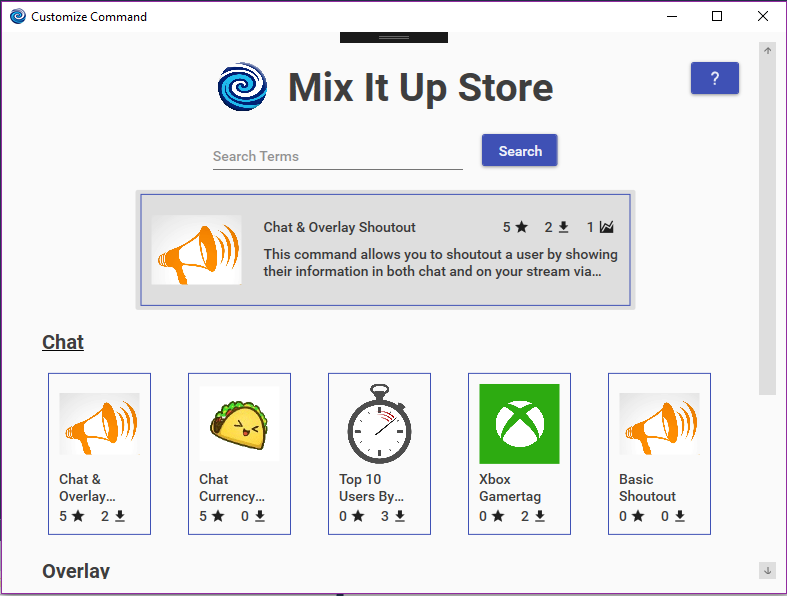 Customize Command
Mix It Up Store
?
Search Terms
Search
Chat & Overlay Shoutout
5 2 1
This command allows you to shoutout a user by showing
their information in both chat and on your stream via...
Chat
Chat &
Overlay...
5 2
Chat
Currency...
5 0
Top 10
Users By...
0 3
Xbox
Gamertag
0 2
Basic
Shoutout
0 0
Overlay